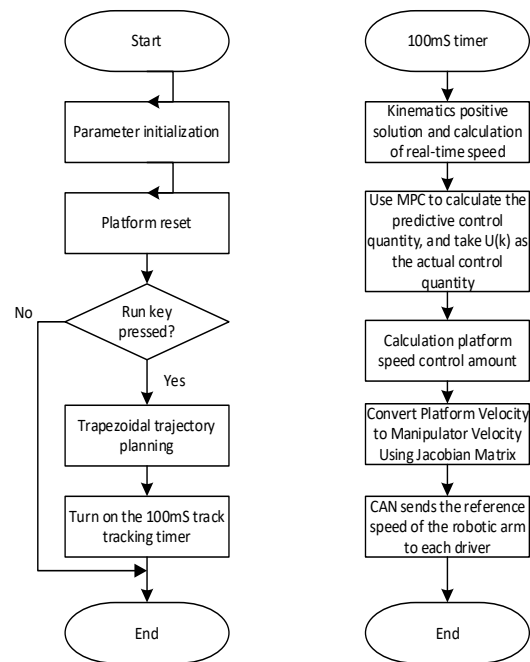 Start
Parameter initialization
Platform reset
Run key
pressed?
No
Yes
Trapezoidal trajectory
planning
Turn on the 100mS track
tracking timer
End
100mS timer
Kinematics positive
solution and calculation
of real-time speed
Use MPC to calculate the
predictive control
quantity, and take U(k) as
the actual control
quantity
Calculation platform
speed control amount
Convert Platform Velocity
to Manipulator Velocity
Using Jacobian Matrix
CAN sends the reference
speed of the robotic arm
to each driver
End